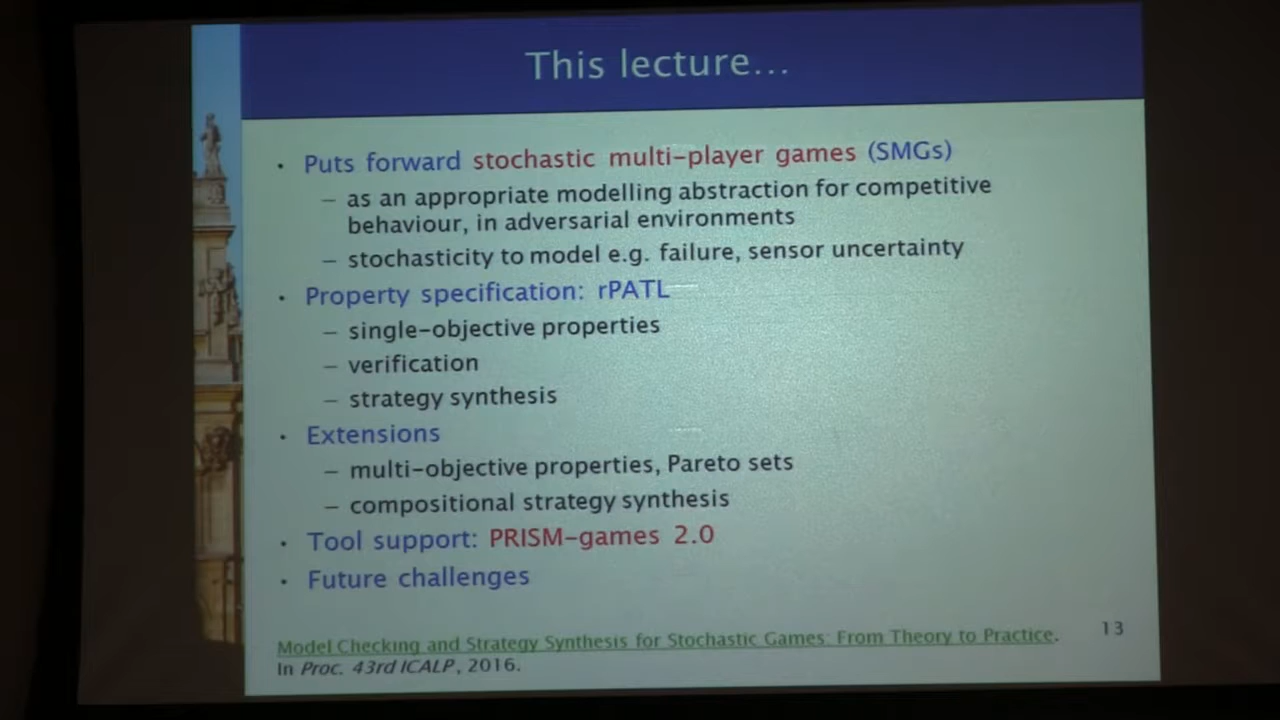 This lecture...
• Puts forward stochastic multi-player games (SMGs)
– as an appropriate modelling abstraction for competitive
behaviour, in adversarial environments
– stochasticity to model e.g. failure, sensor uncertainty
• Property specification: rPATL
– single-objective properties
– verification
– strategy synthesis
• Extensions
– multi-objective properties, Pareto sets
– compositional strategy synthesis
• Tool support: PRISM-games 2.0
• Future challenges
Model Checking and Strategy Synthesis for Stochastic Games: From Theory to Practice.
In Proc. 43rd ICALP, 2016.
13